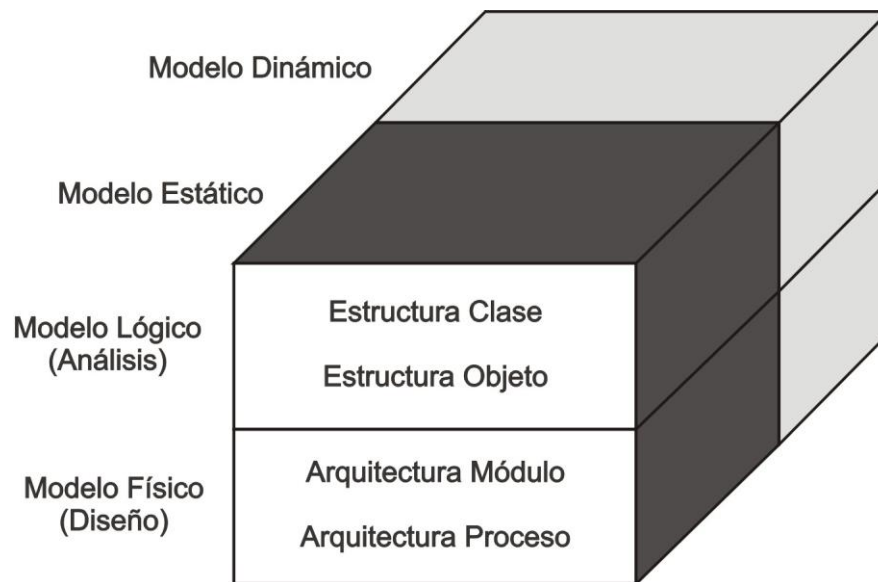 Modelo Dinámico
Modelo Estático
Modelo Lógico
(Análisis)
Estructura Clase
Estructura Objeto
Modelo Físico
(Diseño)
Arquitectura Módulo
Arquitectura Proceso